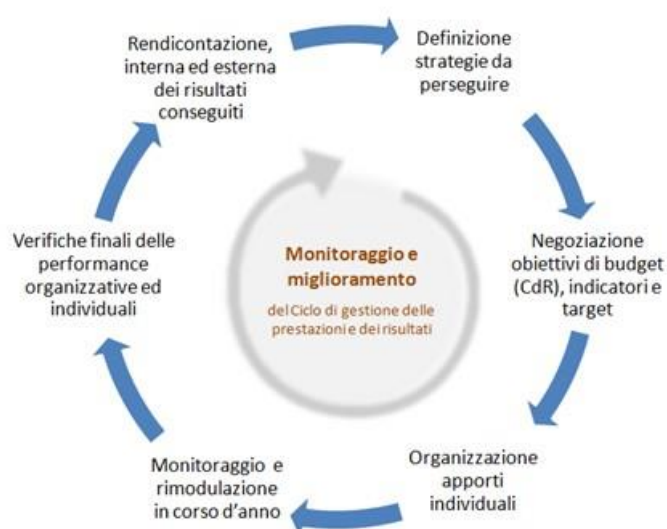 Rendicontazione,
interna ed esterna
dei risultati
conseguiti
Definizione
strategie da
perseguire
Negoziazione
obiettivi di budget
(CdR), indicatori e
target
Organizzazione
apporti
individuali
Monitoraggio e
rimodulazione
in corso d'anno
Verifiche finali delle
performance
organizzative ed
individuali
Monitoraggio e
miglioramento
del Ciclo di gestione delle
prestazioni e dei risultati